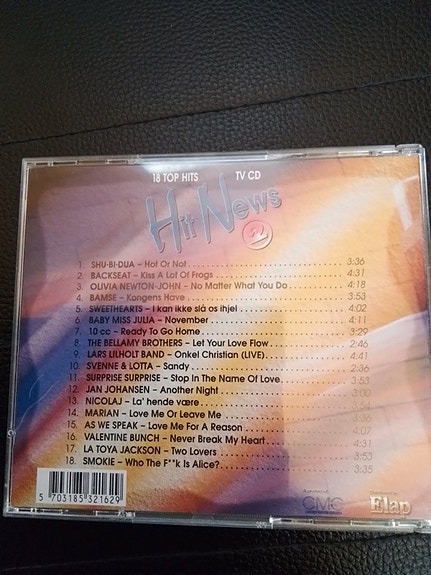 18 TOP HITS TV CD
Hit News
2
1. SHU-BI-DUA – Hot Or Not 3:36
2. BACKSEAT – Kiss A Lot Of Frogs 4:31
3. OLIVIA NEWTON-JOHN – No Matter What You Do 4:18
4. BAMSE – Kongens Have 3:53
5. SWEETHEARTS – I kan ikke slå os ihjel 4:02
6. BABY MISS JULIA – November 4:11
7. 10 cc – Ready To Go Home 3:29
8. THE BELLAMY BROTHERS – Let Your Love Flow 2:46
9. LARS LILHOLT BAND – Onkel Christian (LIVE) 4:41
10. SVENNE & LOTTA – Sandy 2:36
11. SURPRISE SURPRISE – Stop In The Name Of Love 3:53
12. JAN JOHANSEN – Another Night
13. NICOLAJ – La' hende være
14. MARIAN – Love Me Or Leave Me
15. AS WE SPEAK – Love Me For A Reason 4:07
16. VALENTINE BUNCH – Never Break My Heart 4:31
17. LA TOYA JACKSON – Two Lovers 3:53
18. SMOKIE – Who The F**k Is Alice? 3:35
5 703185 321629
CMC
Elap